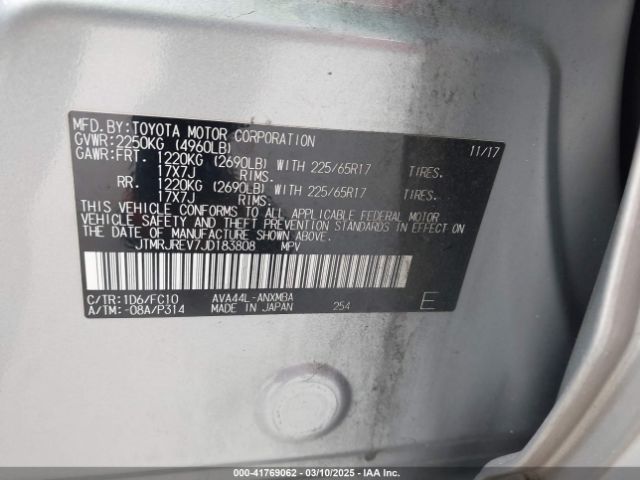 MFD.BY:TOYOTA MOTOR CORPORATION 11/17
GVWR:2250KG (4960LB)
GAWR:FRT. 1220KG (2690LB) WITH 225/65R17 TIRES.
17X7J RIMS.
RR. 1220KG (2690LB) WITH 225/65R17 TIRES.
17X7J RIMS.
THIS VEHICLE CONFORMS TO ALL APPLICABLE FEDERAL MOTOR
VEHICLE SAFETY AND THEFT PREVENTION STANDARDS IN EFFECT ON
THE DATE OF MANUFACTURE SHOWN ABOVE.
JTMRJREV7JD183808 MPV
C/TR:1D6/FC10 AVA44L-ANXMBA
A/TM:-08A/P314 MADE IN JAPAN 254 E
000-41769062 — 03/10/2025 — IAA Inc.